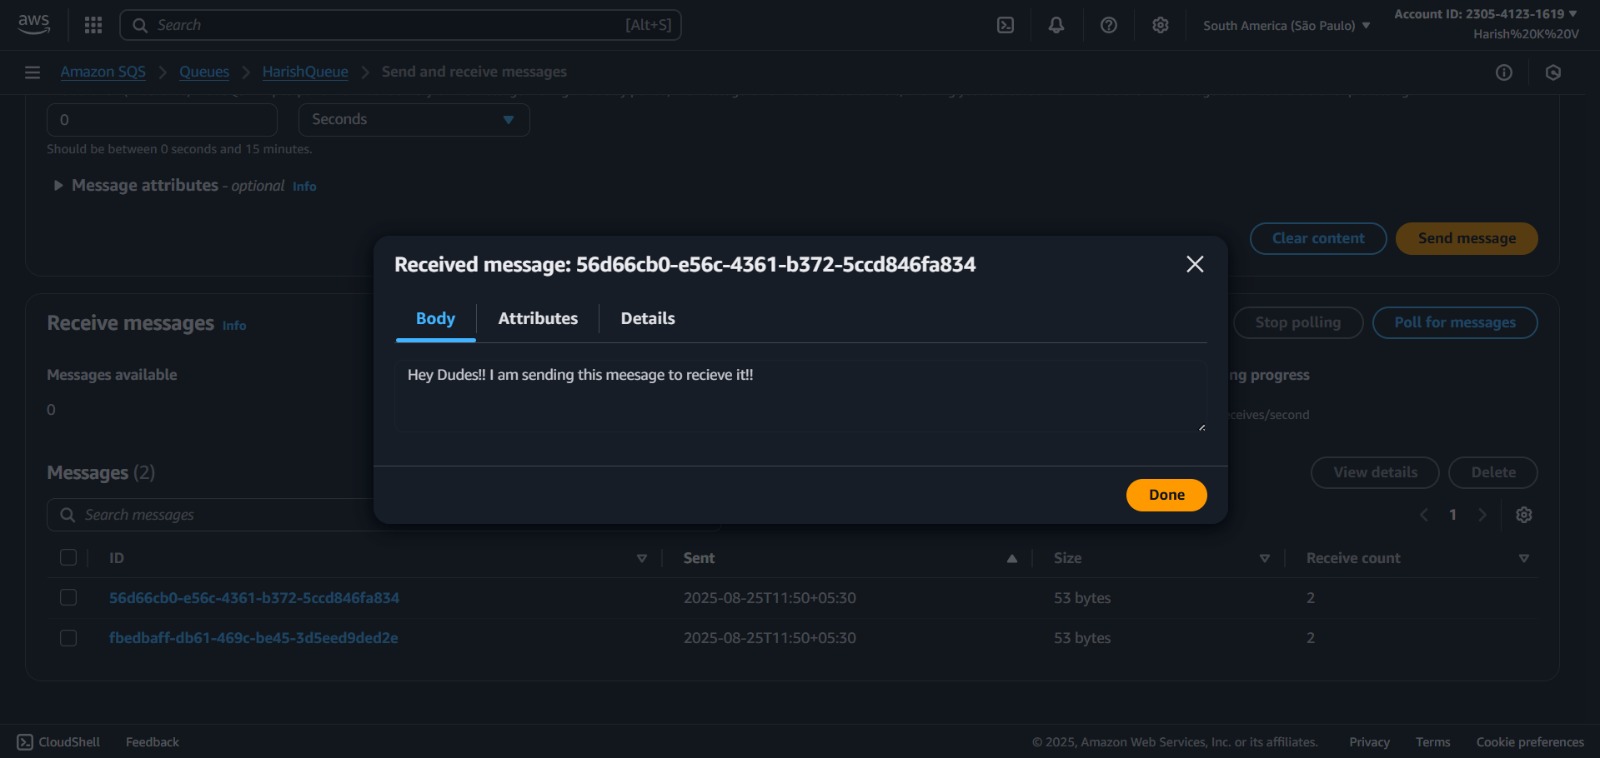 aws
Search [Alt+S]
South America (São Paulo)
Account ID: 2305-4123-1619
Harish%20K%20V
Amazon SQS
Queues
HarishQueue
Send and receive messages
0
Seconds
Should be between 0 seconds and 15 minutes.
Message attributes - optional Info
Clear content
Send message
Received message: 56d66cb0-e56c-4361-b372-5ccd846fa834
Body
Attributes
Details
Hey Dudes!! I am sending this meesage to recieve it!!
Done
Receive messages Info
Stop polling
Poll for messages
Messages available
0
progress
/second
Messages (2)
View details
Delete
Search messages
1
ID Sent Size Receive count
56d66cb0-e56c-4361-b372-5ccd846fa834 2025-08-25T11:50+05:30 53 bytes 2
fbedbaff-db61-469c-be45-3d5eed9ded2e 2025-08-25T11:50+05:30 53 bytes 2
CloudShell
Feedback
© 2025, Amazon Web Services, Inc. or its affiliates.
Privacy
Terms
Cookie preferences